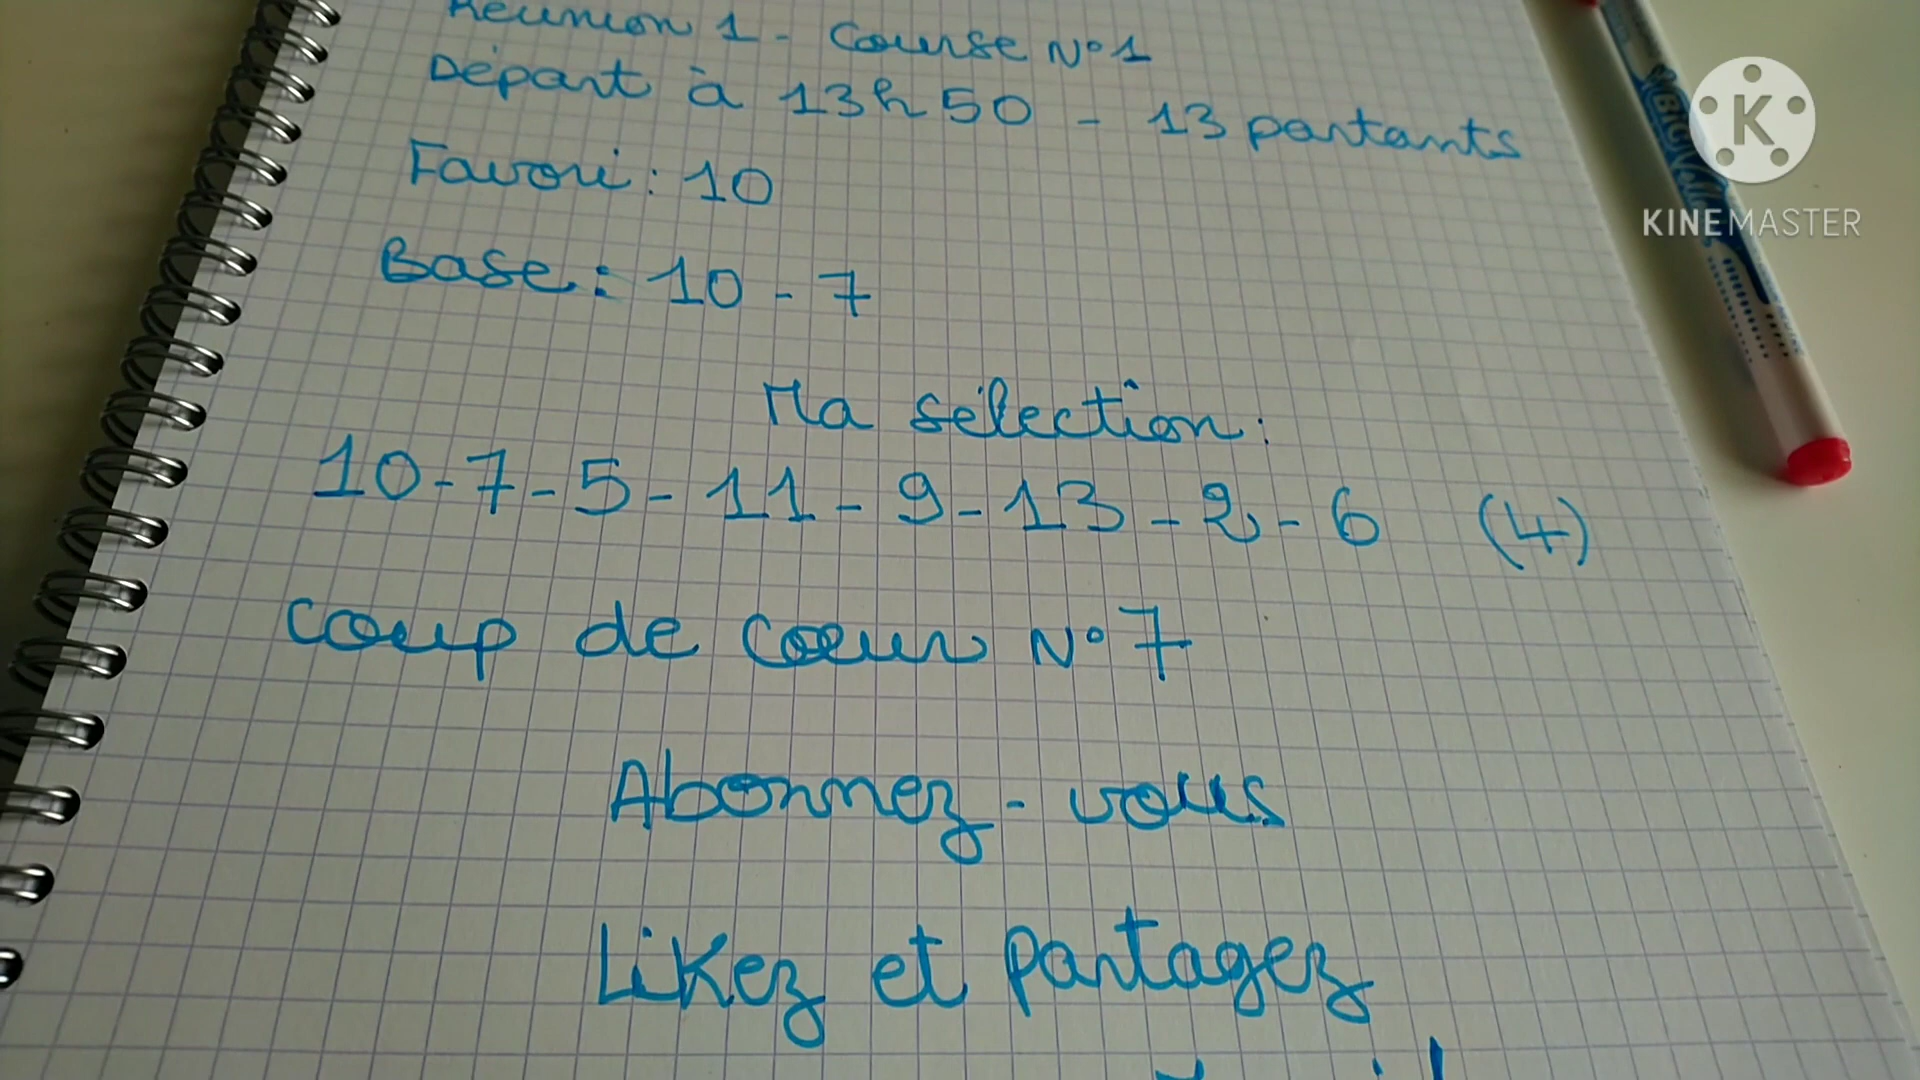 Réunion 1 - Course N°1
Départ à 13h50 - 13 partants
Favori : 10
Base : 10 - 7
Ma sélection :
10-7-5-11-9-13-2-6 (4)
Coup de coeur N°7
Abonnez-vous
Likez et partagez
K
KINEMASTER